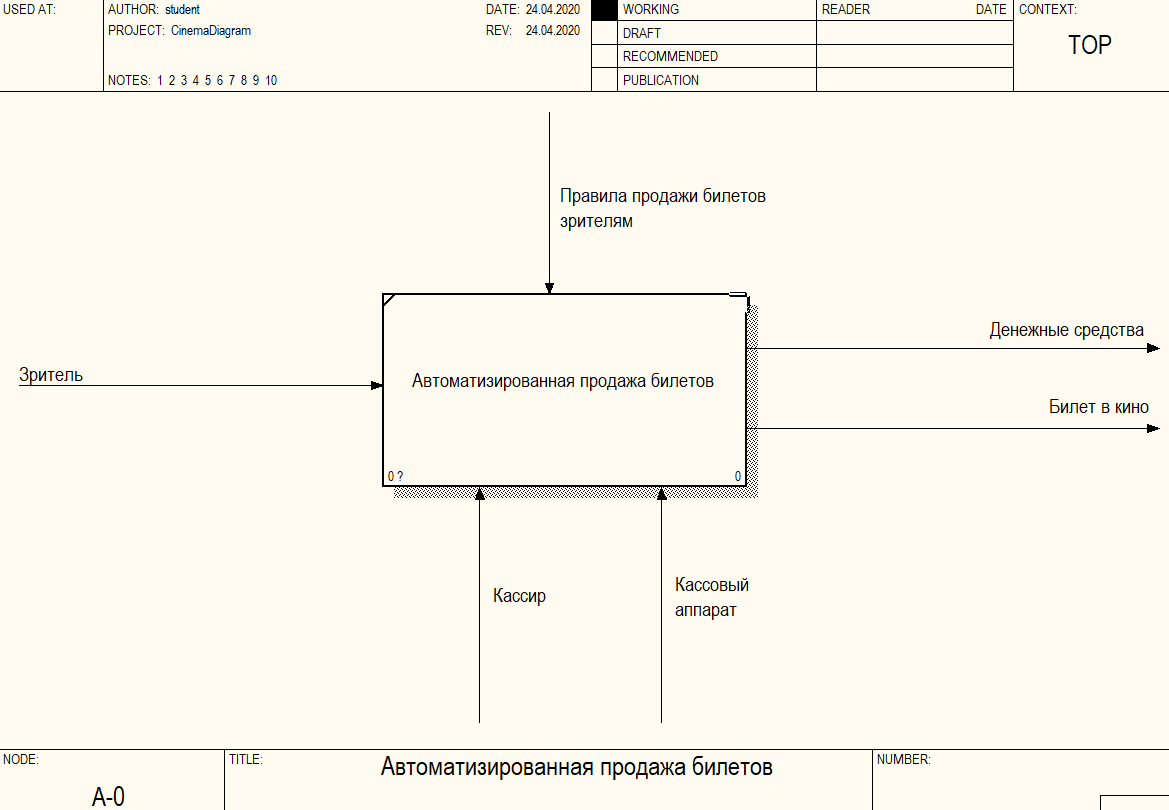 USED AT:
AUTHOR: student
DATE: 24.04.2020
WORKING
READER
DATE
CONTEXT:
PROJECT: CinemaDiagram
REV: 24.04.2020
DRAFT
TOP
RECOMMENDED
NOTES: 1 2 3 4 5 6 7 8 9 10
PUBLICATION
Правила продажи билетов
зрителям
Денежные средства
Зритель
Автоматизированная продажа билетов
Билет в кино
0 ?
0
Кассир
Кассовый
аппарат
NODE:
TITLE:
Автоматизированная продажа билетов
NUMBER:
A-0